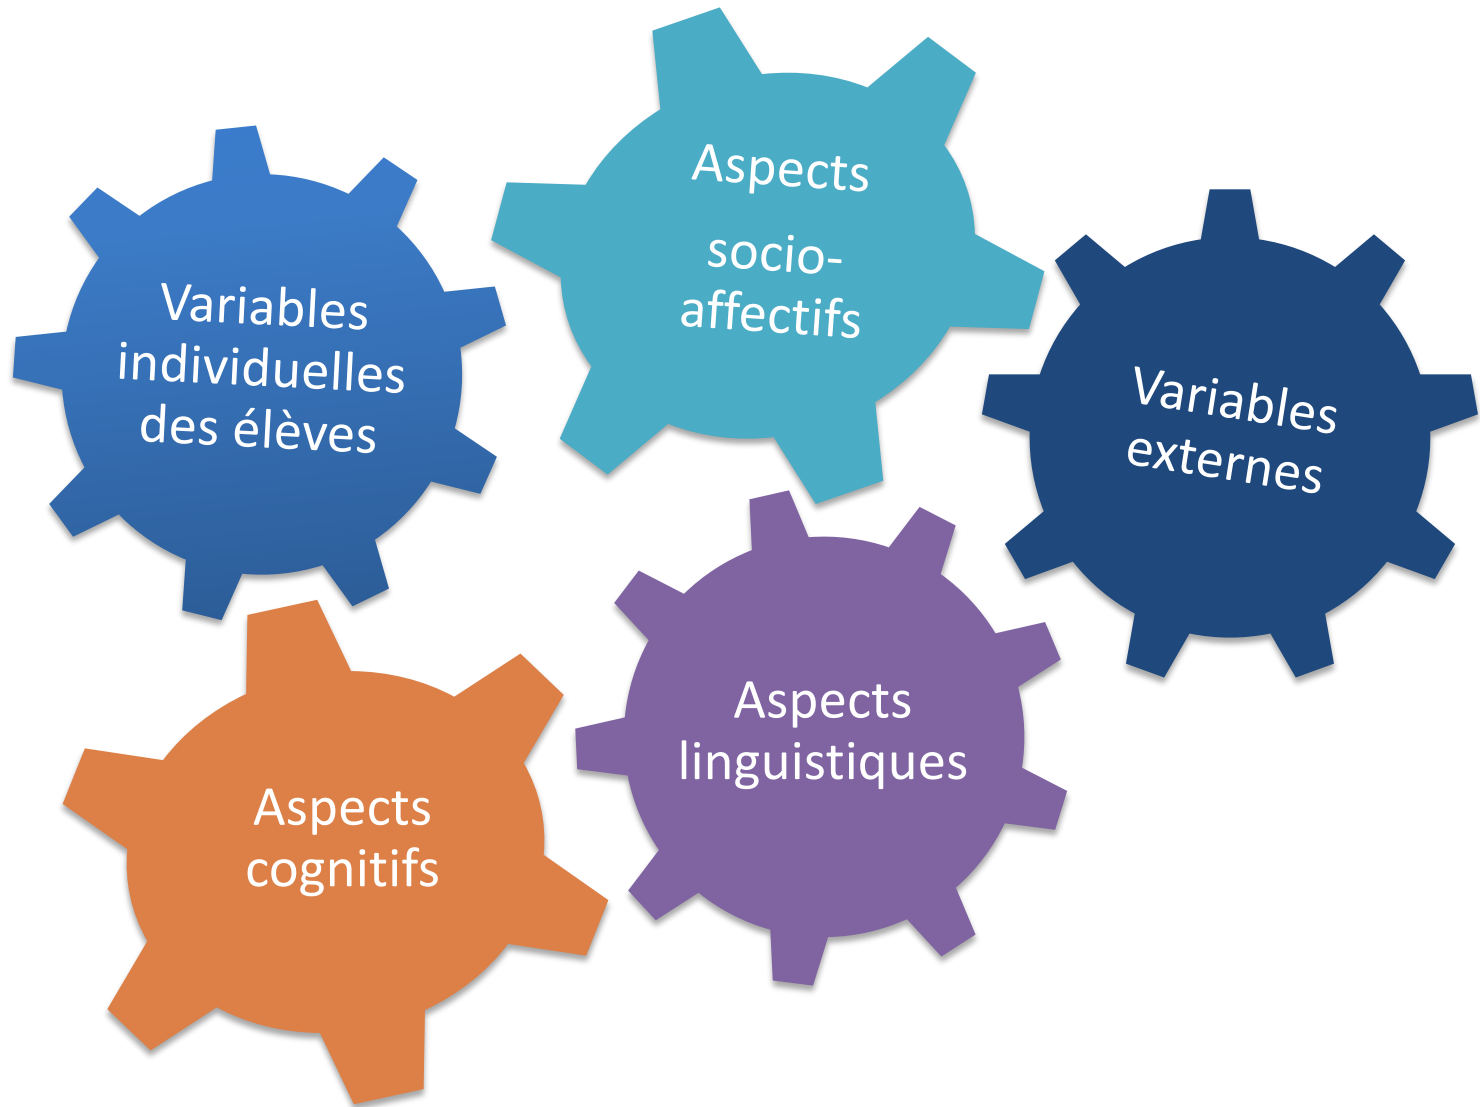 Variables
individuelles
des élèves
Aspects
socio-
affectifs
Variables
externes
Aspects
cognitifs
Aspects
linguistiques